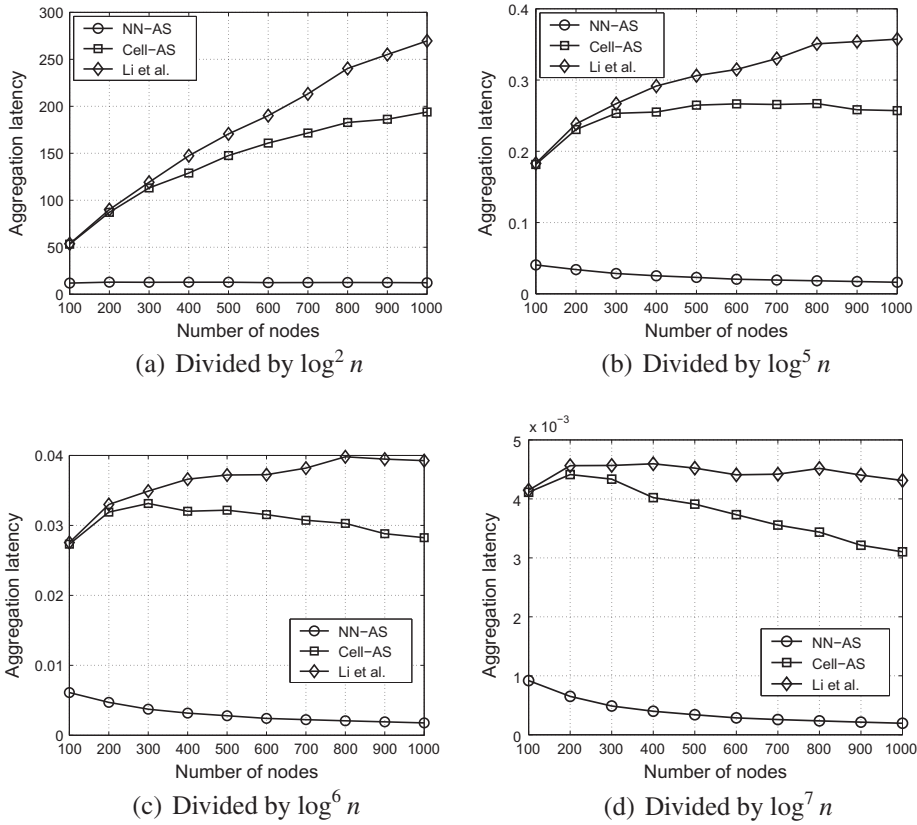 300
250
200
150
100
50
0
Aggregation latency
NN−AS
Cell−AS
Li et al.
100 200 300 400 500 600 700 800 900 1000
Number of nodes
(a) Divided by log² n
0.4
0.3
0.2
0.1
0
Aggregation latency
NN−AS
Cell−AS
Li et al.
100 200 300 400 500 600 700 800 900 1000
Number of nodes
(b) Divided by log⁵ n
0.04
0.03
0.02
0.01
0
Aggregation latency
NN−AS
Cell−AS
Li et al.
100 200 300 400 500 600 700 800 900 1000
Number of nodes
(c) Divided by log⁶ n
x 10⁻³
5
4
3
2
1
0
Aggregation latency
NN−AS
Cell−AS
Li et al.
100 200 300 400 500 600 700 800 900 1000
Number of nodes
(d) Divided by log⁷ n